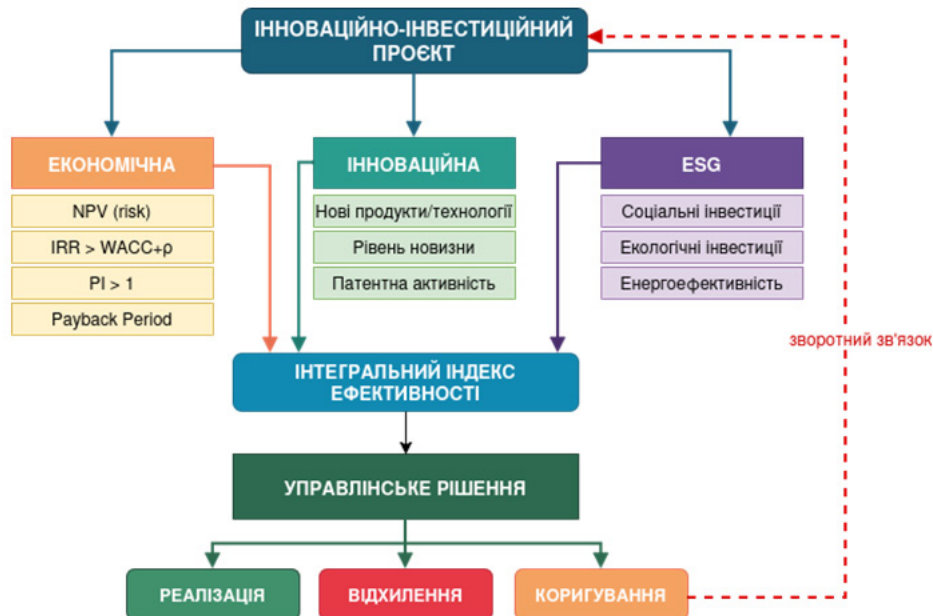 ІННОВАЦІЙНО-ІНВЕСТИЦІЙНИЙ
ПРОЄКТ
ЕКОНОМІЧНА
NPV (risk)
IRR > WACC+ρ
PI > 1
Payback Period
ІННОВАЦІЙНА
Нові продукти/технології
Рівень новизни
Патентна активність
ESG
Соціальні інвестиції
Екологічні інвестиції
Енергоефективність
зворотний зв'язок
ІНТЕГРАЛЬНИЙ ІНДЕКС
ЕФЕКТИВНОСТІ
УПРАВЛІНСЬКЕ РІШЕННЯ
РЕАЛІЗАЦІЯ
ВІДХИЛЕННЯ
КОРИГУВАННЯ